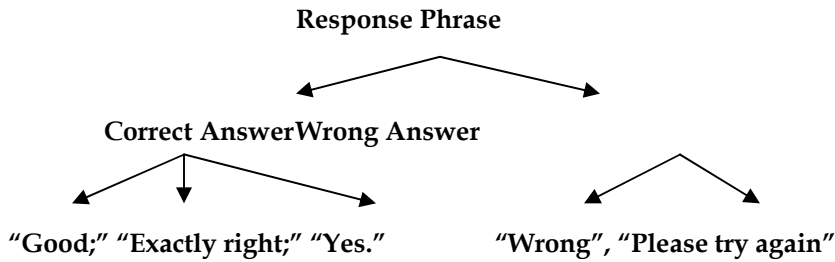 Response Phrase
Correct AnswerWrong Answer
“Good;” “Exactly right;” “Yes.” “Wrong”, “Please try again”